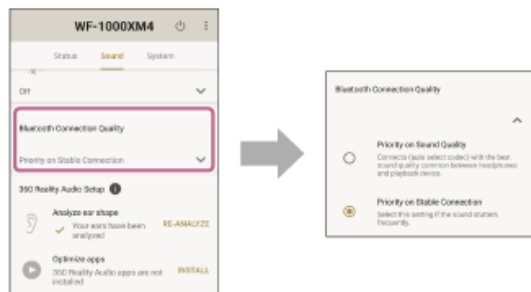 WF-1000XM4
Status Sound System
Off
Bluetooth Connection Quality
Priority on Stable Connection
360 Reality Audio Setup
Analyze ear shape
Your ears have been
analyzed
RE-ANALYZE
Optimize apps
360 Reality Audio apps are not
installed
INSTALL
Bluetooth Connection Quality
Priority on Sound Quality
Connects (auto select codec) with the best
sound quality common between headphones
and playback device.
Priority on Stable Connection
Select this setting if the sound stutters
frequently.